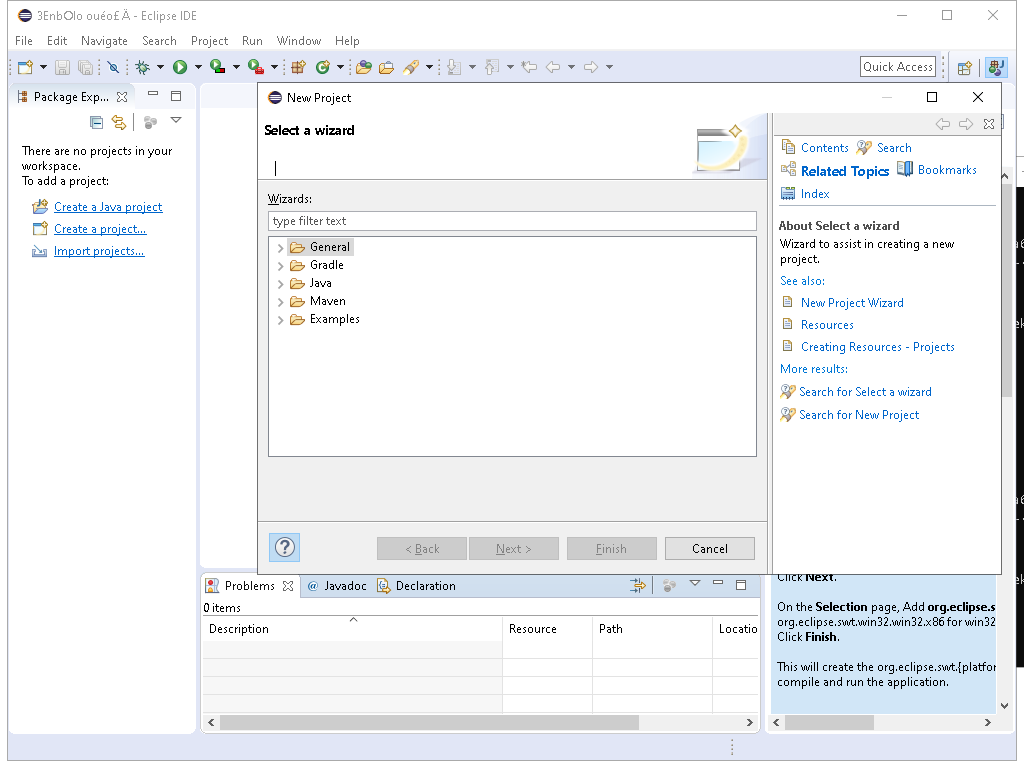 3EnbOlo ouéo£Ä - Eclipse IDE
File Edit Navigate Search Project Run Window Help
Quick Access
Package Exp...
There are no projects in your
workspace.
To add a project:
Create a Java project
Create a project...
Import projects...
New Project
Select a wizard
Wizards:
type filter text
General
Gradle
Java
Maven
Examples
< Back Next > Finish Cancel
Contents Search
Related Topics Bookmarks
Index
About Select a wizard
Wizard to assist in creating a new
project.
See also:
New Project Wizard
Resources
Creating Resources - Projects
More results:
Search for Select a wizard
Search for New Project
Problems @ Javadoc Declaration
0 items
Description Resource Path Locatio
Click Next.
On the Selection page, Add org.eclipse.s
org.eclipse.swt.win32.win32.x86 for win32
Click Finish.
This will create the org.eclipse.swt.{platfor
compile and run the application.